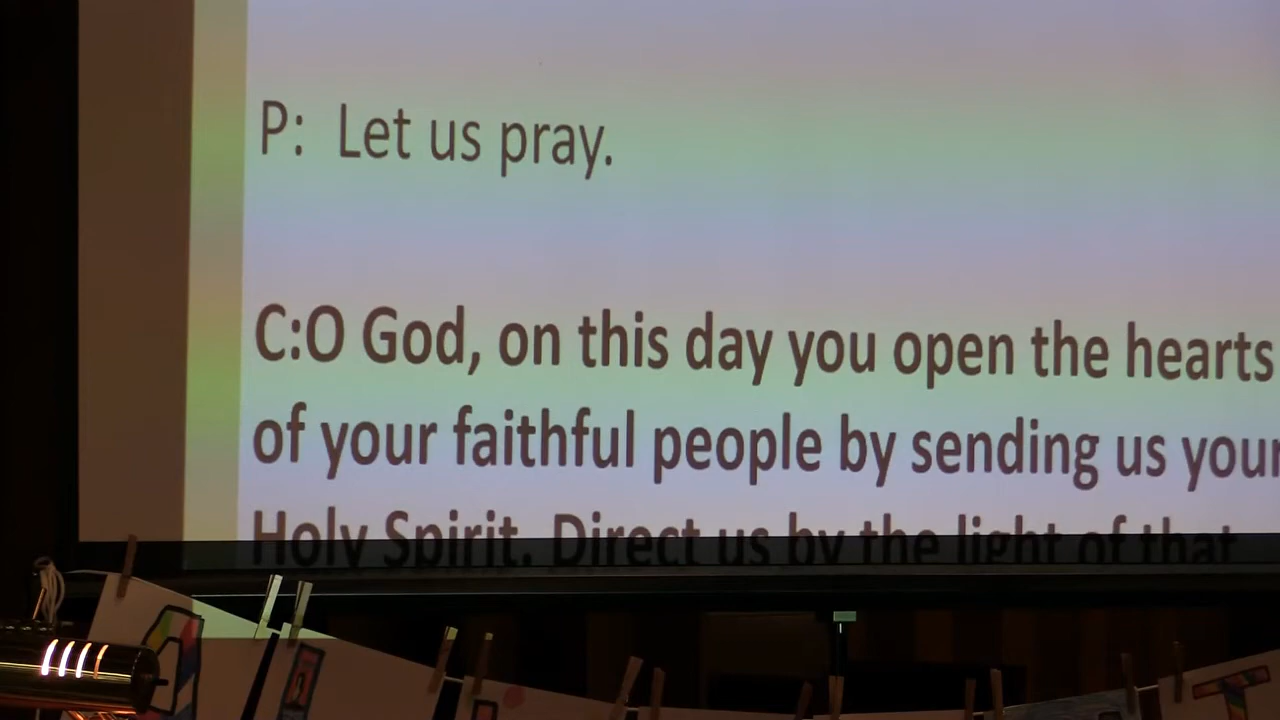 P: Let us pray.
C:O God, on this day you open the hearts
of your faithful people by sending us your
Holy Spirit. Direct us by the light of that